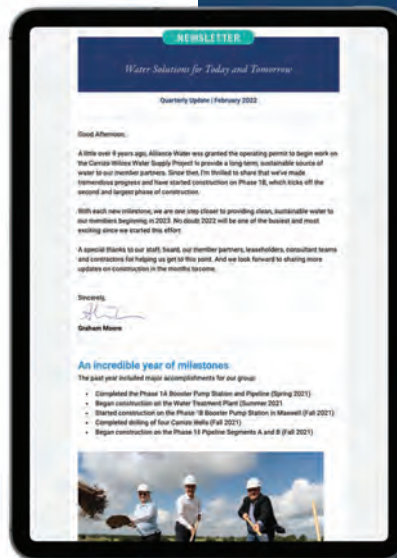 NEWSLETTER
Water Solutions for Today and Tomorrow
Quarterly Update | February 2022
Good Afternoon,
A little over 9 years ago, Alliance Water was granted the operating permit to begin work on
the Carrizo-Wilcox Water Supply Project to provide a long-term, sustainable source of
water to our member partners. Since then, I'm thrilled to share that we've made
tremendous progress and have started construction on Phase 1B, which kicks off the
second and largest phase of construction.
With each new milestone, we are one step closer to providing clean, sustainable water to
our members beginning in 2023. No doubt 2022 will be one of the busiest and most
exciting since we started this effort.
A special thanks to our staff, board, our member partners, leaseholders, consultant teams
and contractors for helping us get to this point. And we look forward to sharing more
updates on construction in the months to come.
Sincerely,
Graham Moore
An incredible year of milestones
The past year included major accomplishments for our group:
• Completed the Phase 1A Booster Pump Station and Pipeline (Spring 2021)
• Began construction on the Water Treatment Plant (Summer 2021
• Started construction on the Phase 1B Booster Pump Station in Maxwell (Fall 2021)
• Completed drilling of four Carrizo Wells (Fall 2021)
• Began construction on the Phase 1B Pipeline Segments A and B (Fall 2021)